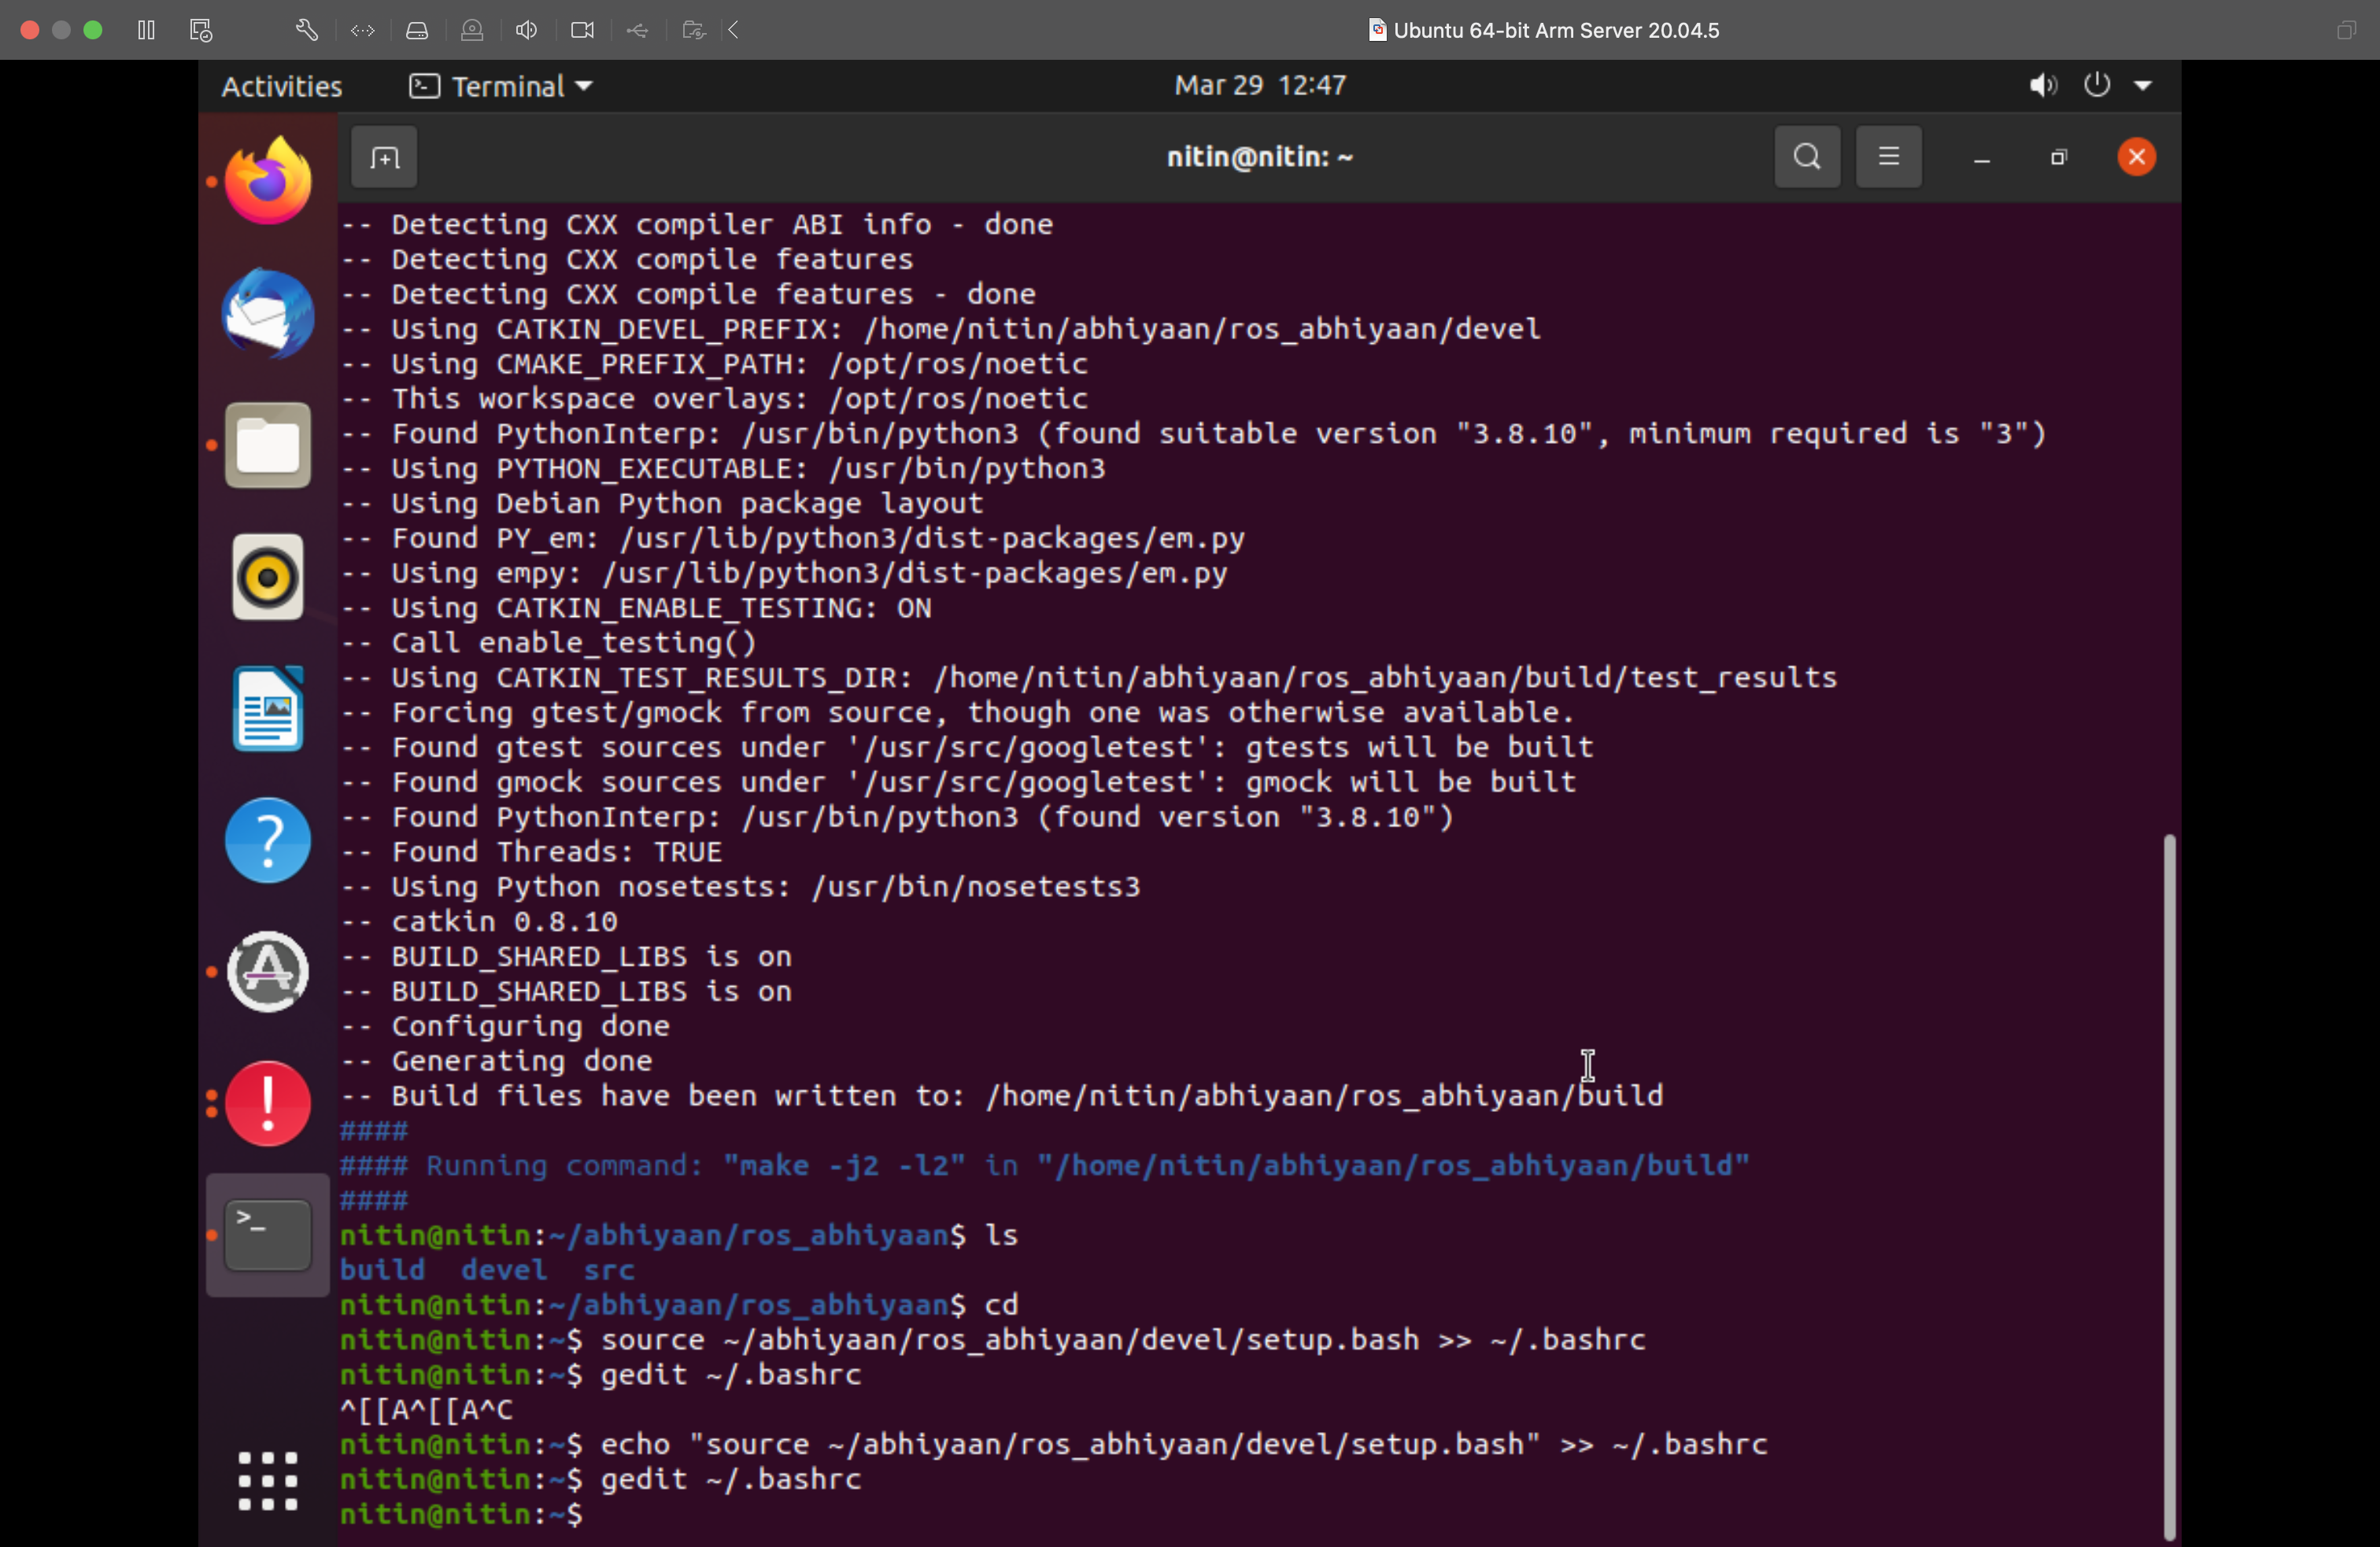 Ubuntu 64-bit Arm Server 20.04.5
Activities Terminal Mar 29 12:47
nitin@nitin: ~
-- Detecting CXX compiler ABI info - done
-- Detecting CXX compile features
-- Detecting CXX compile features - done
-- Using CATKIN_DEVEL_PREFIX: /home/nitin/abhiyaan/ros_abhiyaan/devel
-- Using CMAKE_PREFIX_PATH: /opt/ros/noetic
-- This workspace overlays: /opt/ros/noetic
-- Found PythonInterp: /usr/bin/python3 (found suitable version "3.8.10", minimum required is "3")
-- Using PYTHON_EXECUTABLE: /usr/bin/python3
-- Using Debian Python package layout
-- Found PY_em: /usr/lib/python3/dist-packages/em.py
-- Using empy: /usr/lib/python3/dist-packages/em.py
-- Using CATKIN_ENABLE_TESTING: ON
-- Call enable_testing()
-- Using CATKIN_TEST_RESULTS_DIR: /home/nitin/abhiyaan/ros_abhiyaan/build/test_results
-- Forcing gtest/gmock from source, though one was otherwise available.
-- Found gtest sources under '/usr/src/googletest': gtests will be built
-- Found gmock sources under '/usr/src/googletest': gmock will be built
-- Found PythonInterp: /usr/bin/python3 (found version "3.8.10")
-- Found Threads: TRUE
-- Using Python nosetests: /usr/bin/nosetests3
-- catkin 0.8.10
-- BUILD_SHARED_LIBS is on
-- BUILD_SHARED_LIBS is on
-- Configuring done
-- Generating done
-- Build files have been written to: /home/nitin/abhiyaan/ros_abhiyaan/build
####
#### Running command: "make -j2 -l2" in "/home/nitin/abhiyaan/ros_abhiyaan/build"
####
nitin@nitin:~/abhiyaan/ros_abhiyaan$ ls
build devel src
nitin@nitin:~/abhiyaan/ros_abhiyaan$ cd
nitin@nitin:~$ source ~/abhiyaan/ros_abhiyaan/devel/setup.bash >> ~/.bashrc
nitin@nitin:~$ gedit ~/.bashrc
^[[A^[[A^C
nitin@nitin:~$ echo "source ~/abhiyaan/ros_abhiyaan/devel/setup.bash" >> ~/.bashrc
nitin@nitin:~$ gedit ~/.bashrc
nitin@nitin:~$